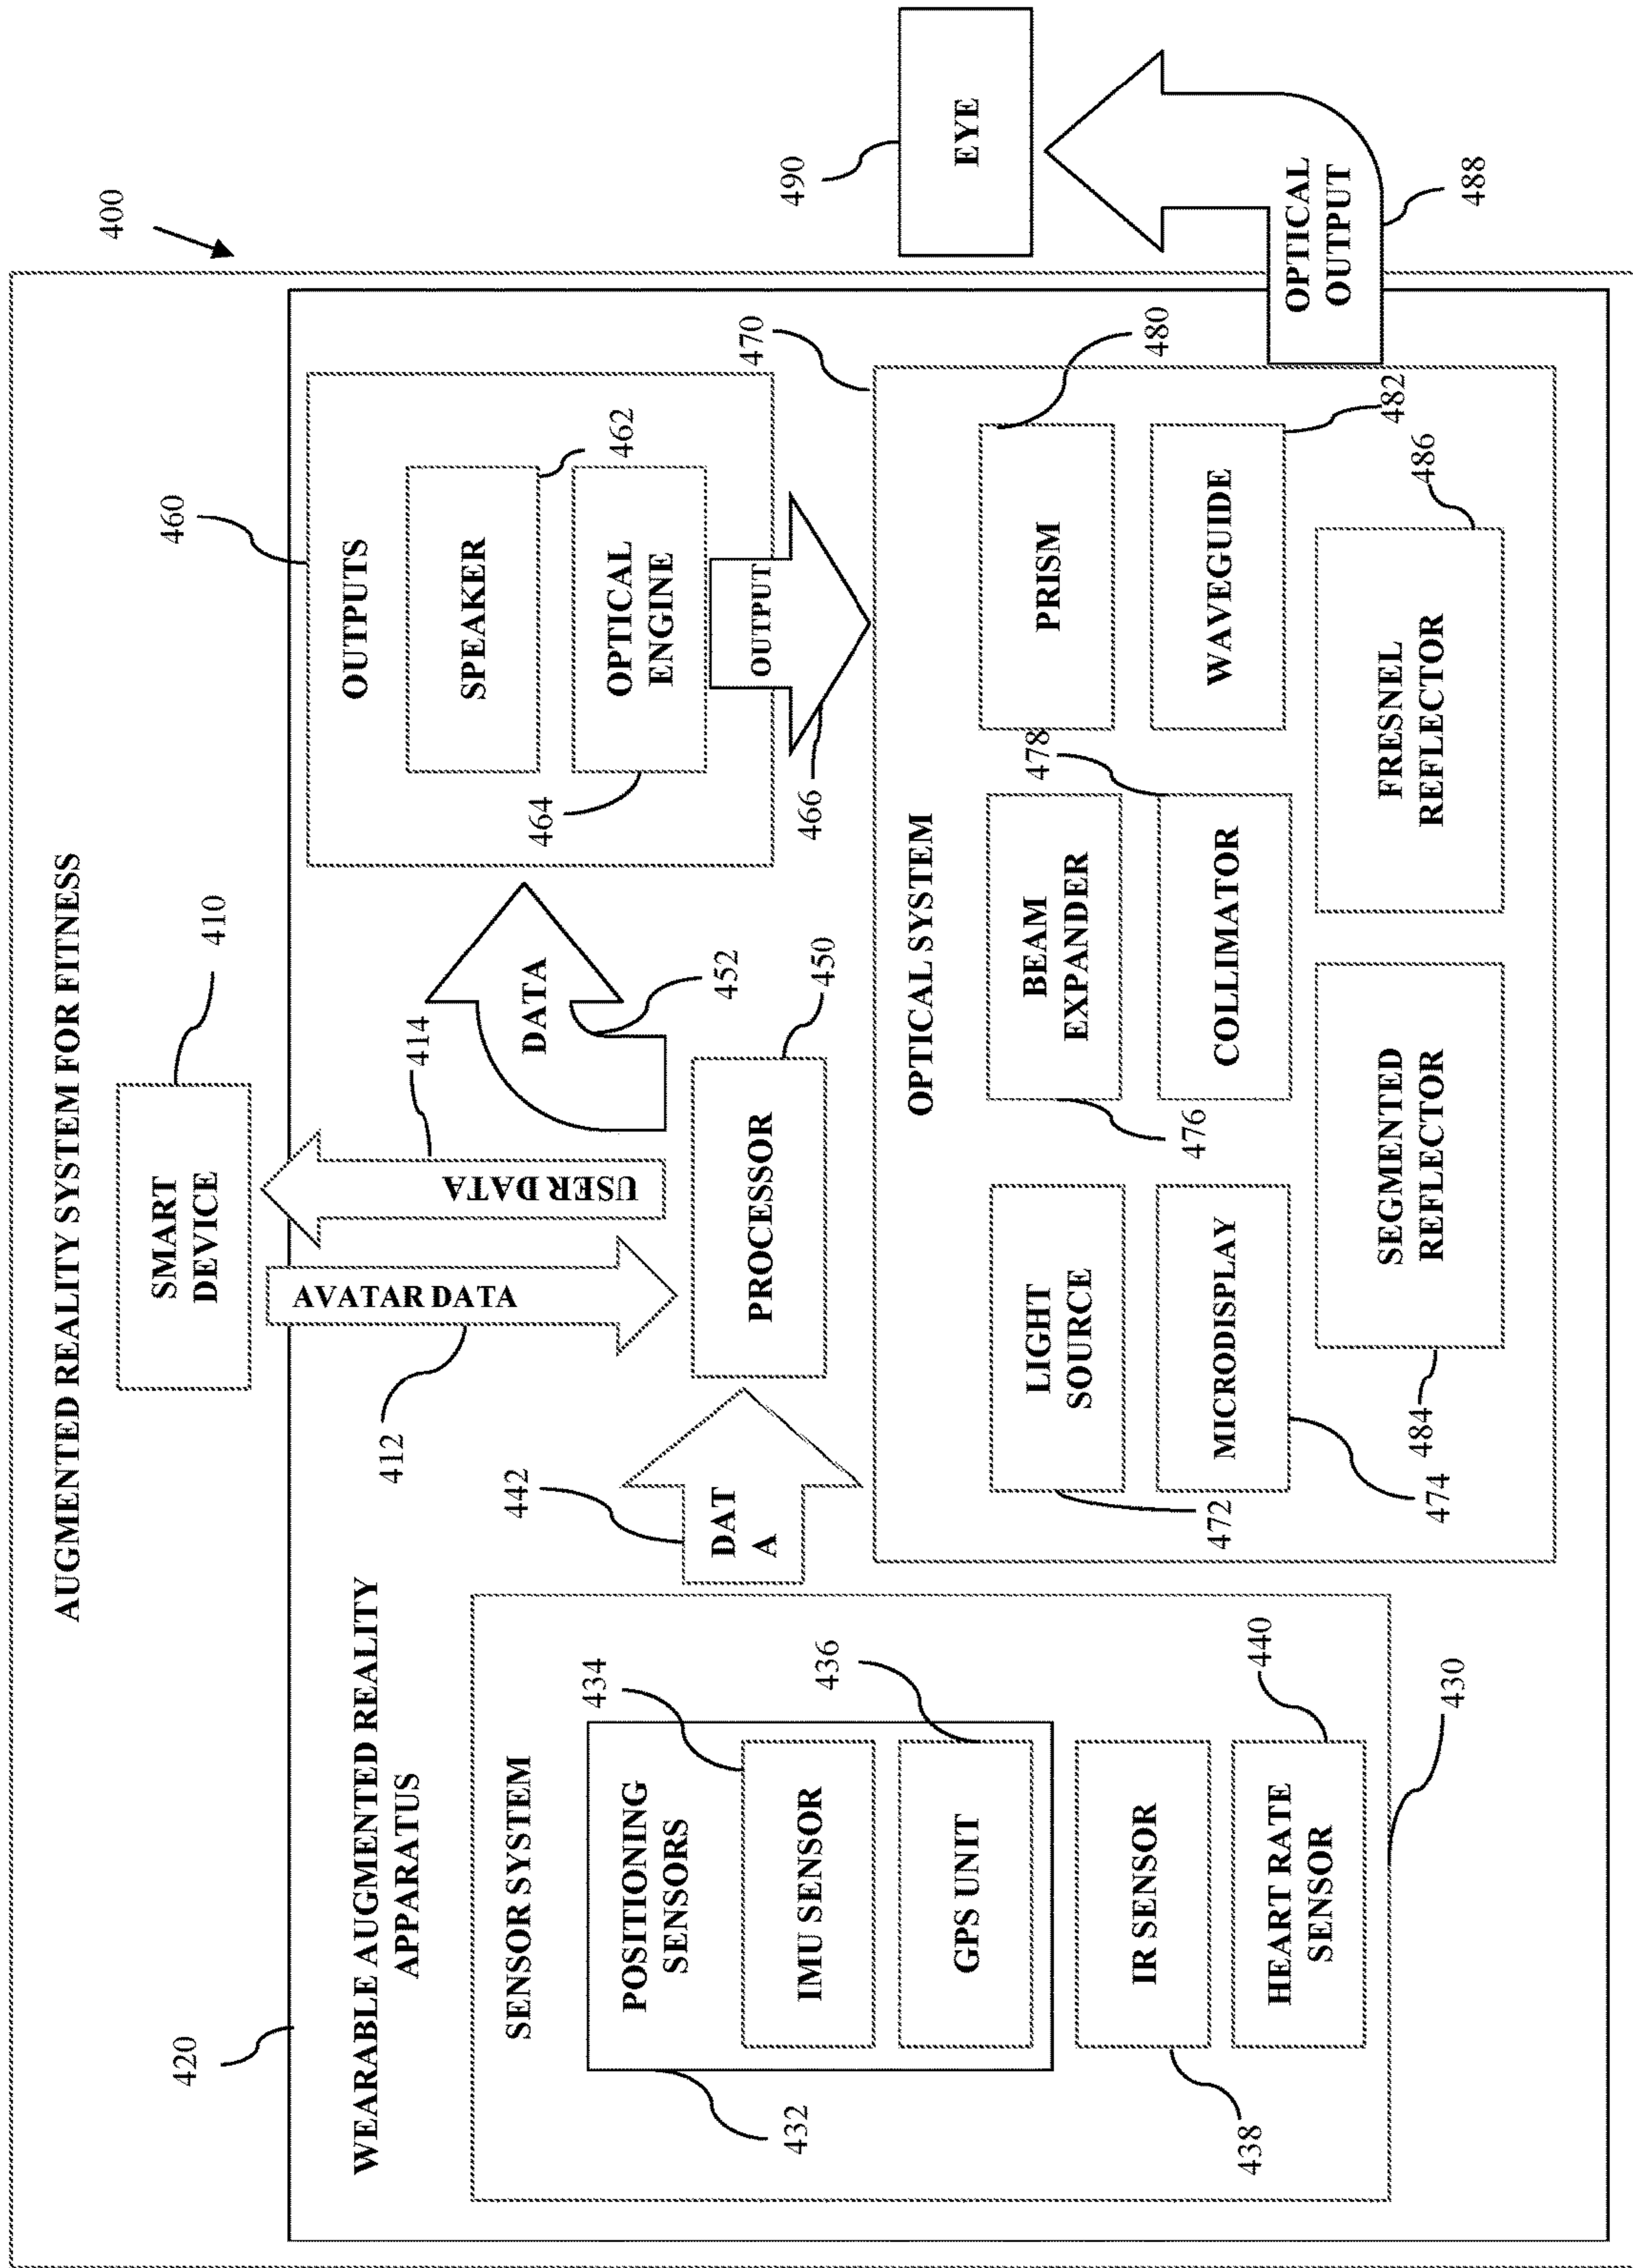 AUGMENTED REALITY SYSTEM FOR FITNESS
400
410
SMART
DEVICE
420
WEARABLE AUGMENTED REALITY
APPARATUS
412
AVATAR DATA
USER DATA
414
SENSOR SYSTEM
432
POSITIONING
SENSORS
434
IMU SENSOR
436
GPS UNIT
438
IR SENSOR
440
HEART RATE
SENSOR
430
442
DAT
A
PROCESSOR
450
DATA
452
460
OUTPUTS
SPEAKER
462
OPTICAL
ENGINE
464
OUTPUT
466
470
OPTICAL SYSTEM
LIGHT
SOURCE
472
MICRODISPLAY
474
BEAM
EXPANDER
476
COLLIMATOR
478
PRISM
480
WAVEGUIDE
482
SEGMENTED
REFLECTOR
484
FRESNEL
REFLECTOR
486
OPTICAL
OUTPUT
488
490
EYE